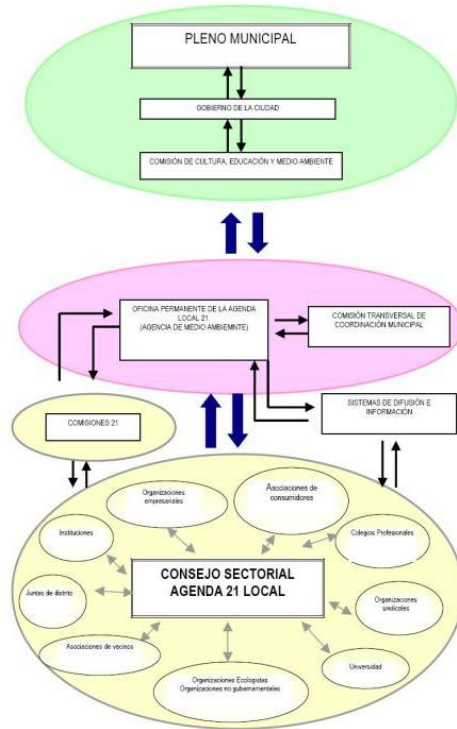 PLENO MUNICIPAL
GOBIERNO DE LA CIUDAD
COMISIÓN DE CULTURA, EDUCACIÓN Y MEDIO AMBIENTE
OFICINA PERMANENTE DE LA AGENDA
LOCAL 21
(AGENCIA DE MEDIO AMBIEMNTE)
COMISIÓN TRANSVERSAL DE
COORDINACIÓN MUNICIPAL
COMISIONES 21
SISTEMAS DE DIFUSIÓN E
INFORMACIÓN
Organizaciones
empresariales
Asociaciones de
consumidores
Instituciones
Colegios Profesionales
CONSEJO SECTORIAL
AGENDA 21 LOCAL
Juntas de distrito
Organizaciones
sindicales
Asociaciones de vecinos
Universidad
Organizaciones Ecologistas
Organizaciones no gubernamentales